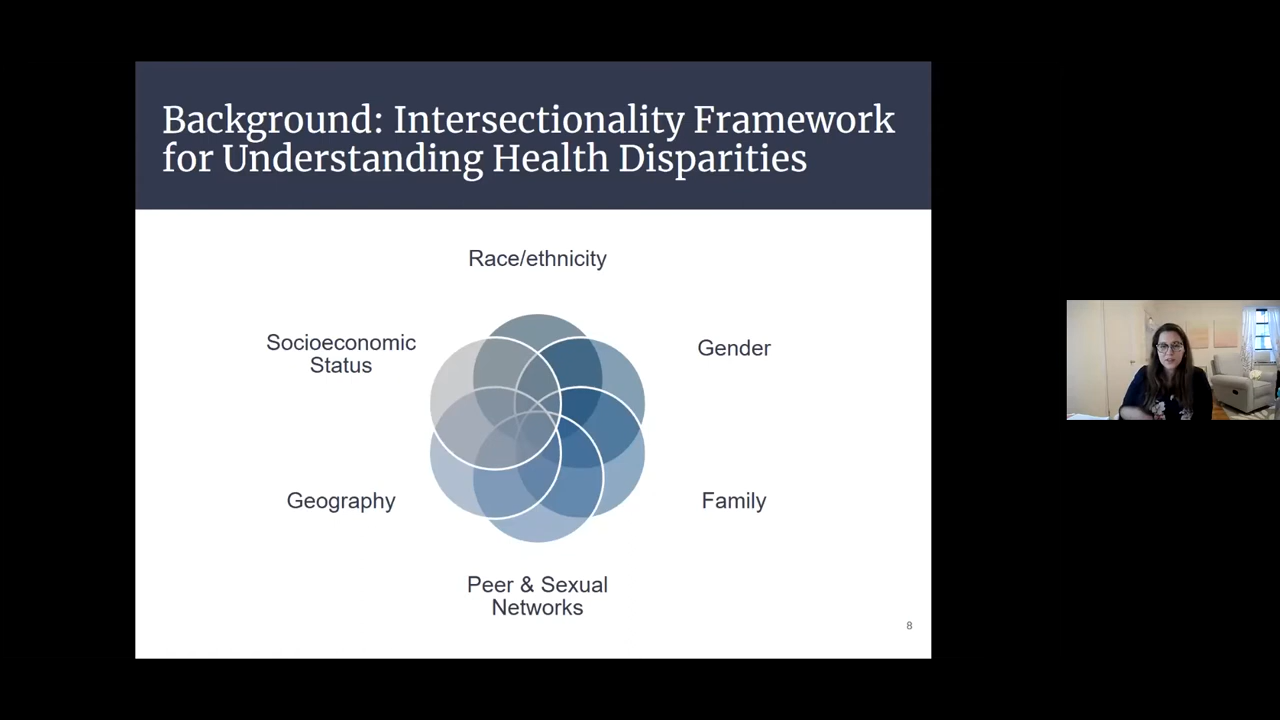 Background: Intersectionality Framework
for Understanding Health Disparities
Race/ethnicity
Socioeconomic
Status
Gender
Geography
Family
Peer & Sexual
Networks
8